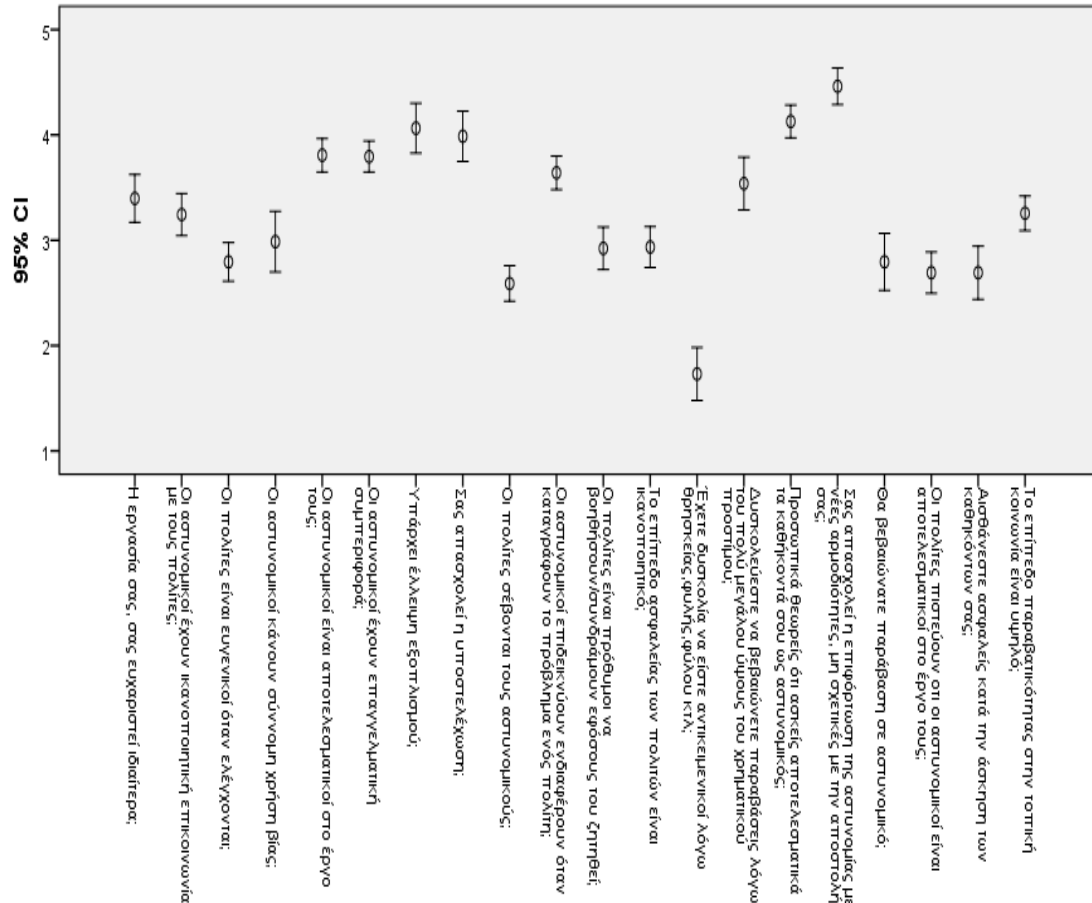 5
4
3
2
1
95% CI
Η εργασία σας, σας ευχαριστεί ιδιαίτερα;
Οι αστυνομικοί έχουν ικανοποιητική επικοινωνία
με τους πολίτες;
Οι πολίτες είναι ευγενικοί όταν ελέγχονται;
Οι αστυνομικοί κάνουν σύννομη χρήση βίας;
Οι αστυνομικοί είναι αποτελεσματικοί στο έργο
τους;
Οι αστυνομικοί έχουν επαγγελματική
συμπεριφορά;
Υπάρχει έλλειψη εξοπλισμού;
Σας απασχολεί η υποστελέχωση;
Οι πολίτες σέβονται τους αστυνομικούς;
Οι αστυνομικοί επιδεικνύουν ενδιαφέρουν όταν
καταγράφουν το πρόβλημα ενός πολίτη;
Οι πολίτες είναι πρόθυμοι να
βοηθήσουν/συνδράμουν εφόσους του ζητηθεί;
Το επίπεδο ασφαλείας των πολιτών είναι
ικανοποιητικό;
Έχετε δυσκολία να είστε αντικειμενικοί λόγω
θρησκείας,φυλής,φύλου κτλ;
Δυσκολεύεστε να βεβαιώνετε παραβάσεις λόγω
του πολύ μεγάλου ύψους του χρηματικού
προστίμου;
Προσωπικά θεωρείς ότι ασκείς αποτελεσματικά
τα καθήκοντά σου ως αστυνομικός;
Σας απασχολεί η επιφόρτωση της αστυνομίας με
νέες αρμοδιότητες, μη σχετικές με την αποστολή
σας;
Θα βεβαιώνατε παράβαση σε αστυνομικό;
Οι πολίτες πιστεύουν οτι οι αστυνομικοί είναι
αποτελεσματικοί στο έργο τους;
Αισθάνεστε ασφαλείς κατά την άσκηση των
καθηκόντων σας;
Το επίπεδο παραβατικότητας στην τοπική
κοινωνία είναι υψηλό;